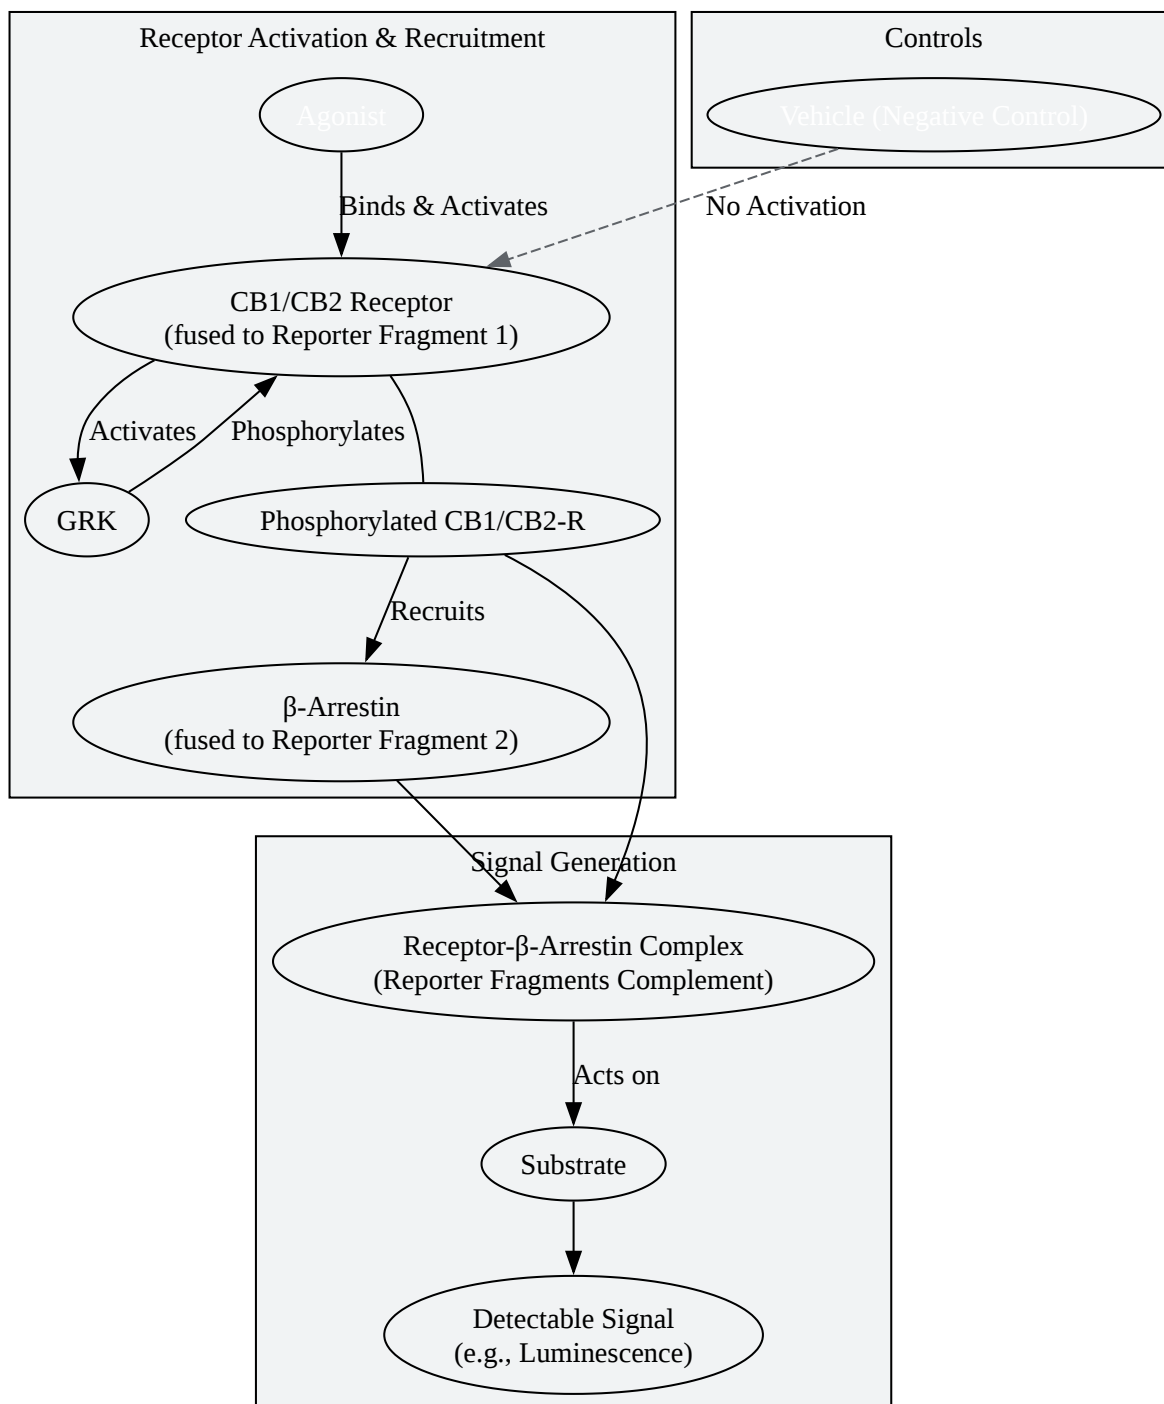 Receptor Activation & Recruitment
Controls
Agonist
Vehicle (Negative Control)
Binds & Activates
No Activation
CB1/CB2 Receptor
(fused to Reporter Fragment 1)
Activates
Phosphorylates
GRK
Phosphorylated CB1/CB2-R
Recruits
β-Arrestin
(fused to Reporter Fragment 2)
Signal Generation
Receptor-β-Arrestin Complex
(Reporter Fragments Complement)
Acts on
Substrate
Detectable Signal
(e.g., Luminescence)